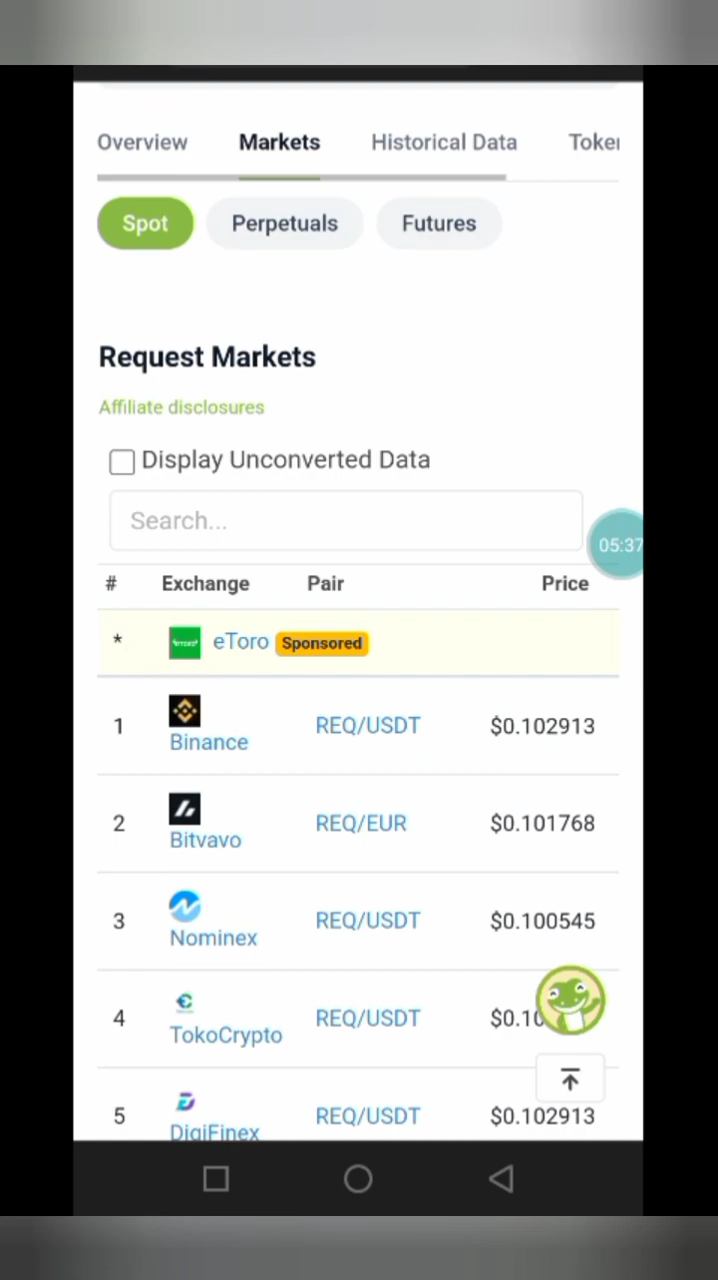 Overview Markets Historical Data
Spot Perpetuals Futures
Request Markets
Affiliate disclosures
Display Unconverted Data
Search...
05:37
# Exchange Pair Price
* eToro Sponsored
1 Binance REQ/USDT $0.102913
2 Bitvavo REQ/EUR $0.101768
3 Nominex REQ/USDT $0.100545
4 TokoCrypto REQ/USDT $0.10
5 DigiFinex REQ/USDT $0.102913